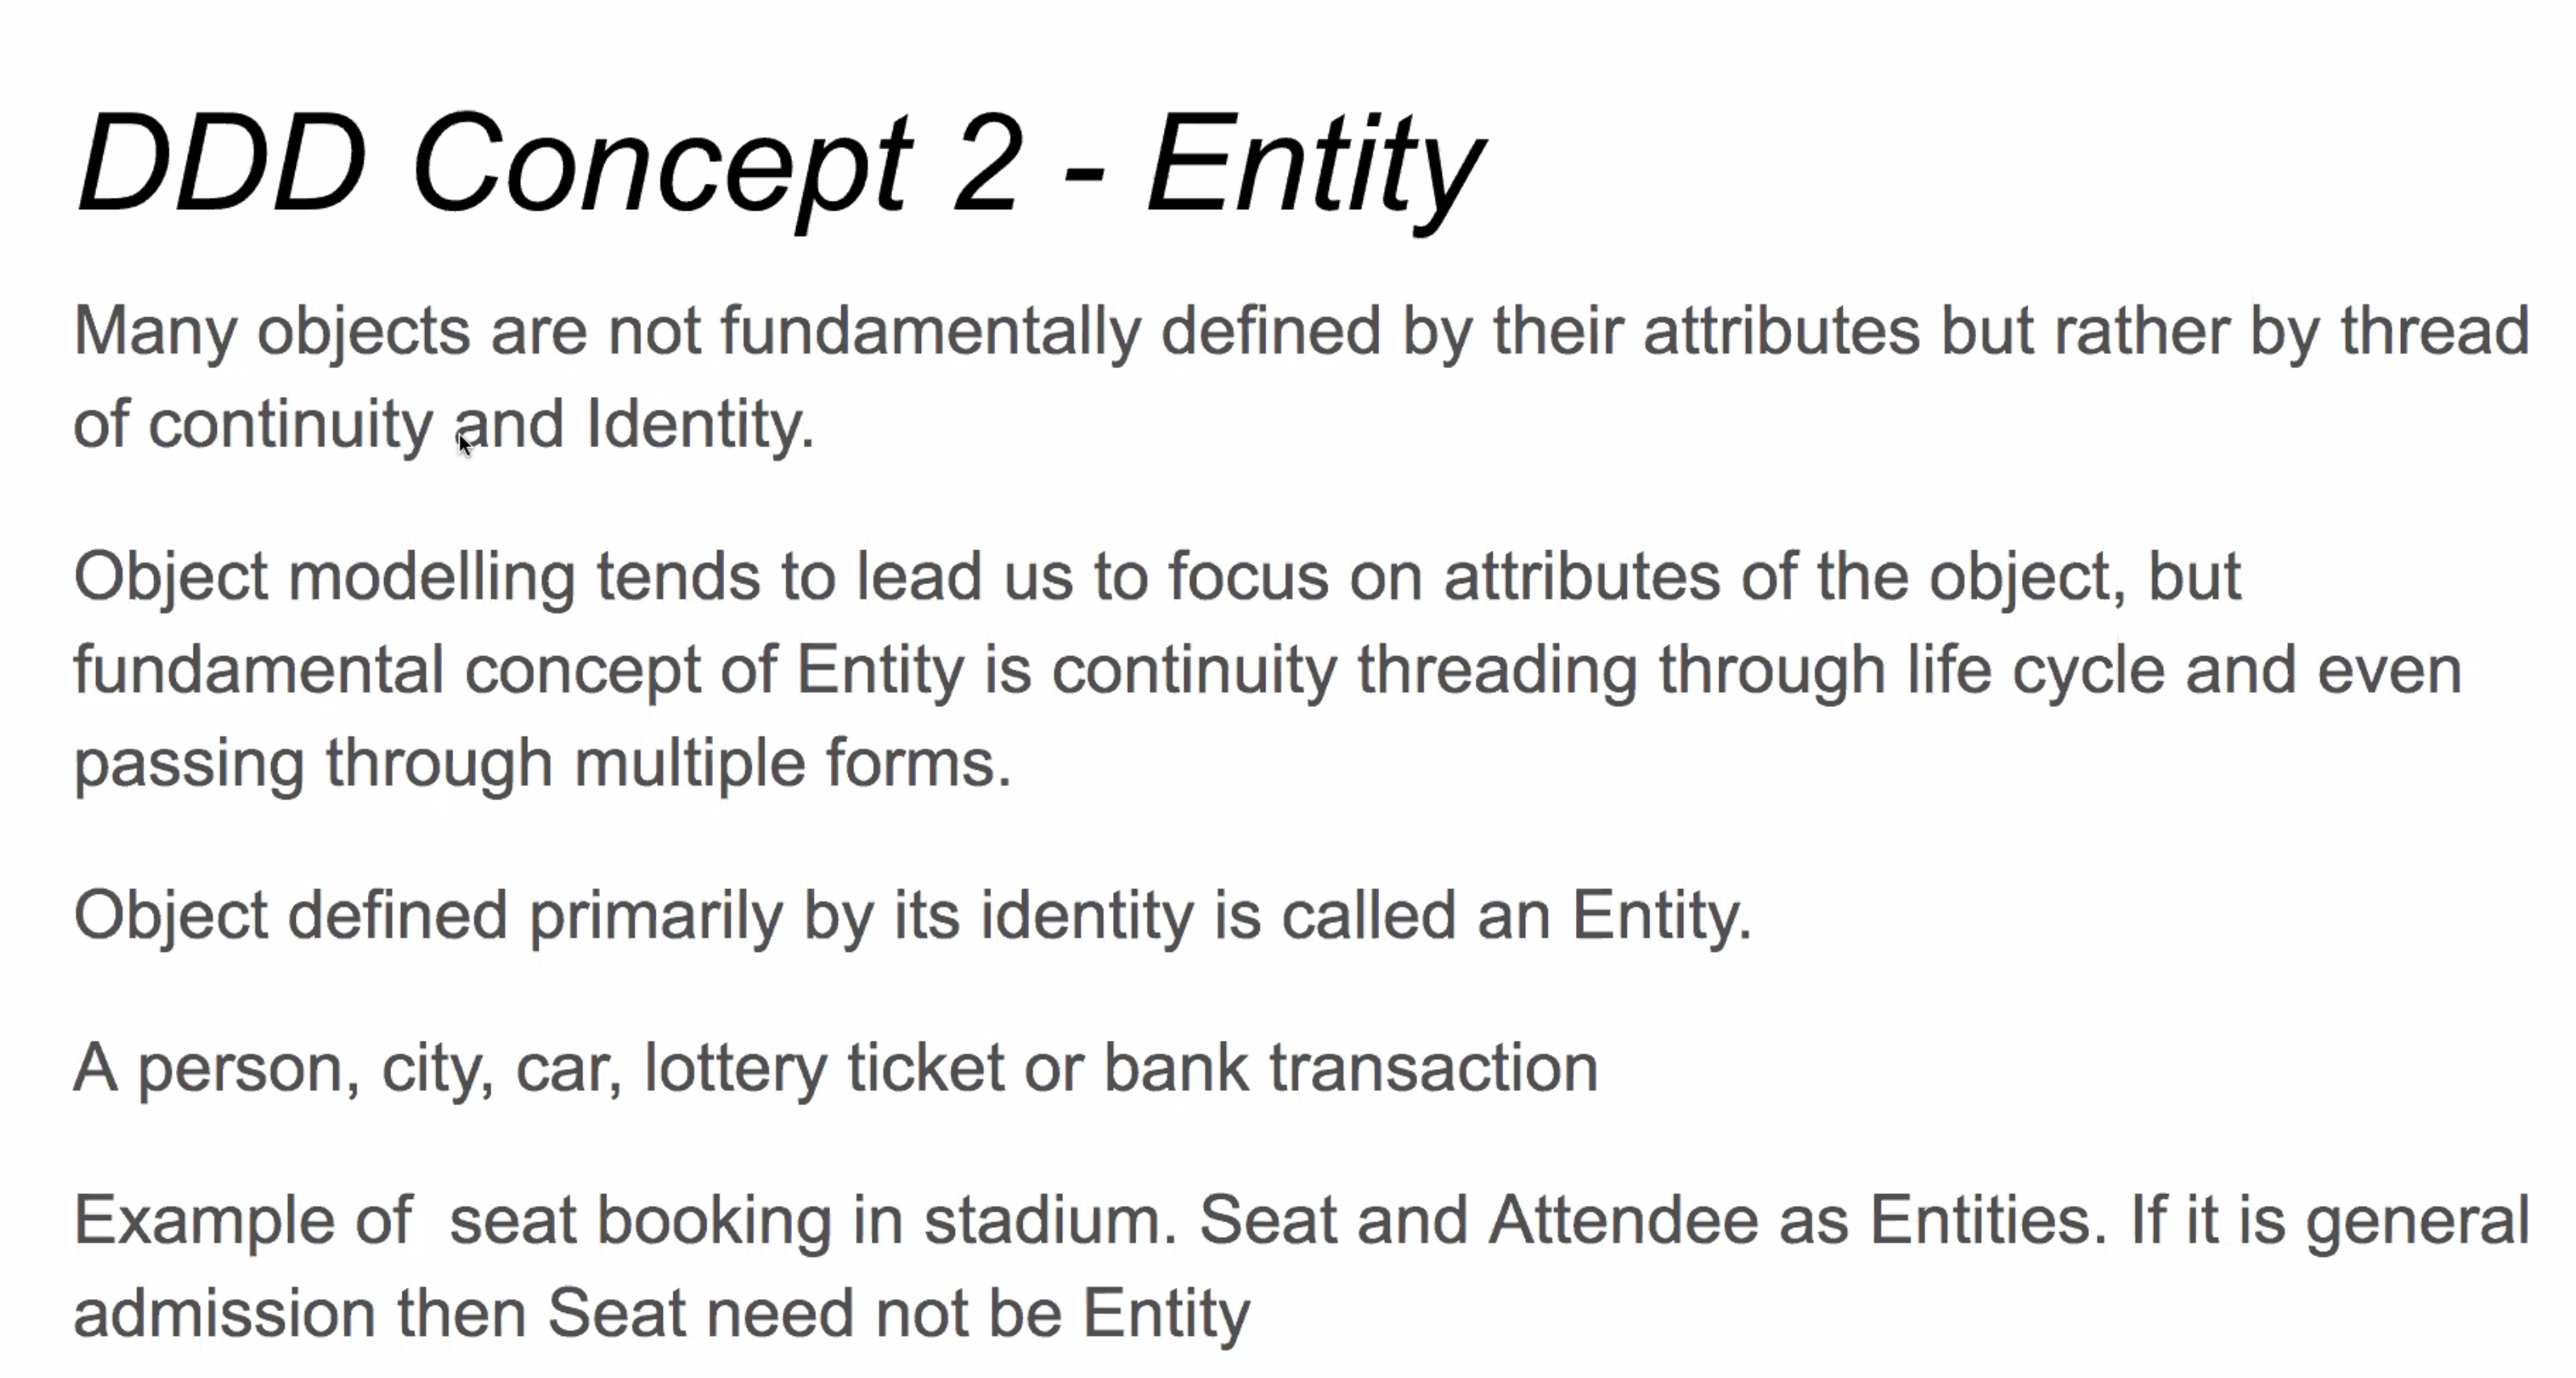 DDD Concept 2 - Entity
Many objects are not fundamentally defined by their attributes but rather by thread
of continuity and Identity.
Object modelling tends to lead us to focus on attributes of the object, but
fundamental concept of Entity is continuity threading through life cycle and even
passing through multiple forms.
Object defined primarily by its identity is called an Entity.
A person, city, car, lottery ticket or bank transaction
Example of  seat booking in stadium. Seat and Attendee as Entities. If it is general
admission then Seat need not be Entity